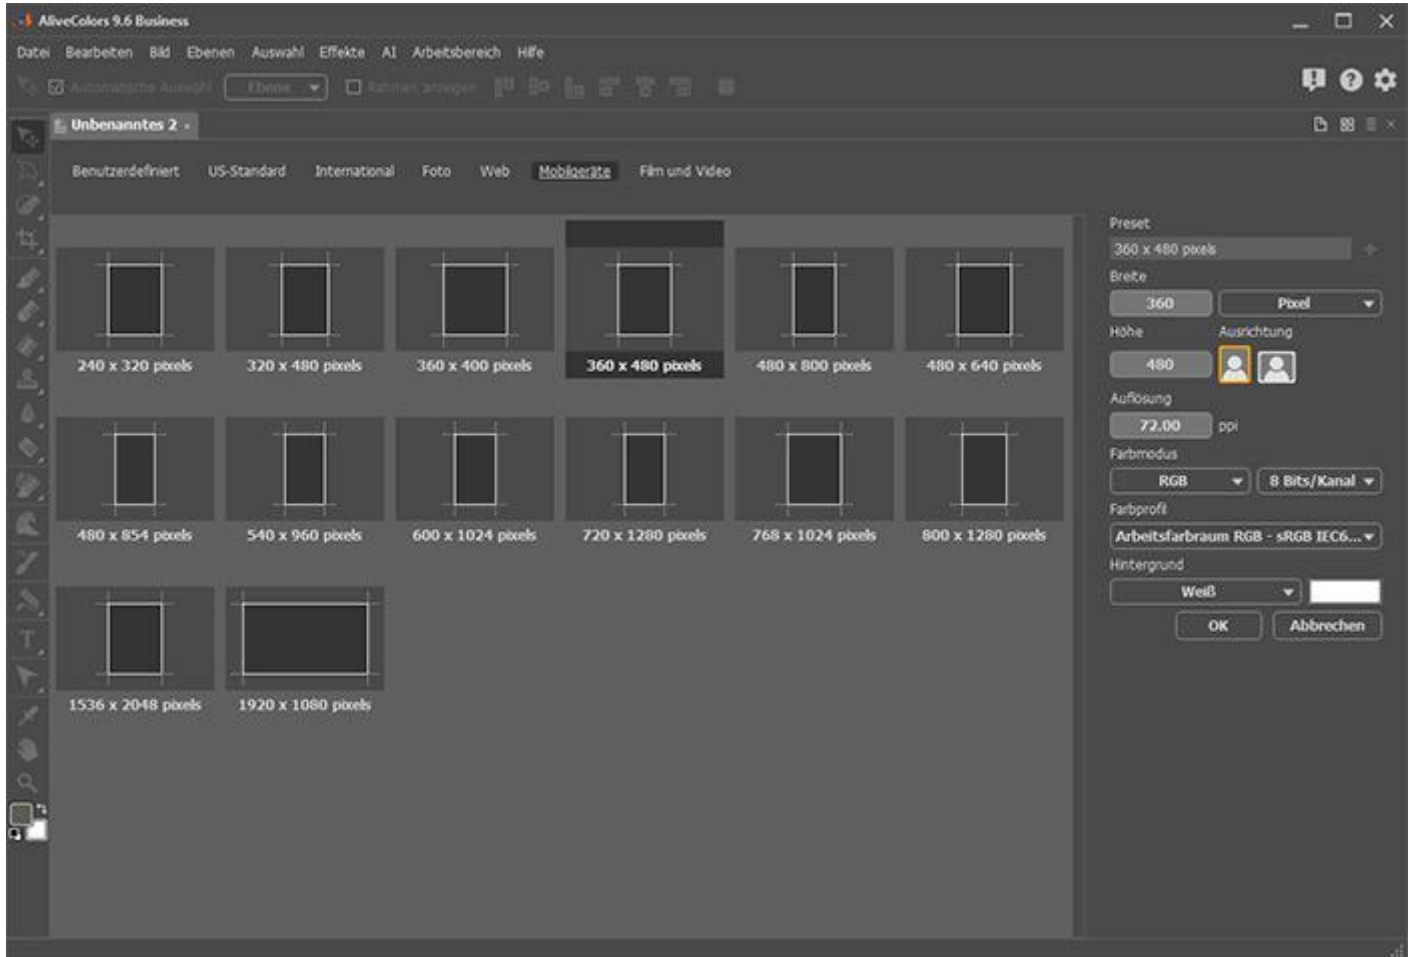 AliveColors 9.6 Business
Datei Bearbeiten Bild Ebenen Auswahl Effekte AI Arbeitsbereich Hilfe
Automatische Auswahl Ebene Rahmen anzeigen
Unbenanntes 2
Benutzerdefiniert US-Standard International Foto Web Mobilgeräte Film und Video
Preset
360 x 480 pixels
Breite
360 Pixel
Höhe Ausrichtung
480
240 x 320 pixels 320 x 480 pixels 360 x 400 pixels 360 x 480 pixels 480 x 800 pixels 480 x 640 pixels
Auflösung
72.00 ppi
Farbmodus
RGB 8 Bits/Kanal
Farbprofil
Arbeitsfarbraum RGB - sRGB IEC6...
480 x 854 pixels 540 x 960 pixels 600 x 1024 pixels 720 x 1280 pixels 768 x 1024 pixels 800 x 1280 pixels
Hintergrund
Weiß
OK Abbrechen
1536 x 2048 pixels 1920 x 1080 pixels